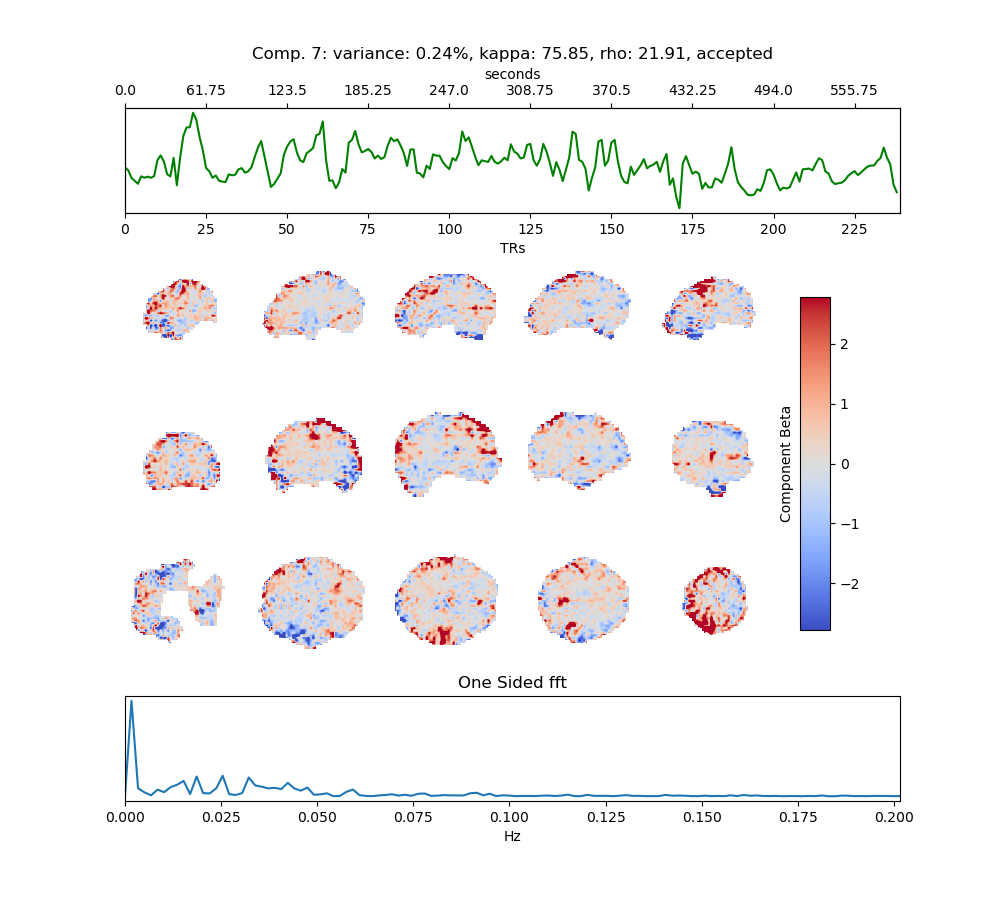 Comp. 7: variance: 0.24%, kappa: 75.85, rho: 21.91, accepted
seconds
0.0 61.75 123.5 185.25 247.0 308.75 370.5 432.25 494.0 555.75
0 25 50 75 100 125 150 175 200 225
TRs
2
1
0
−1
−2
Component Beta
One Sided fft
0.000 0.025 0.050 0.075 0.100 0.125 0.150 0.175 0.200
Hz